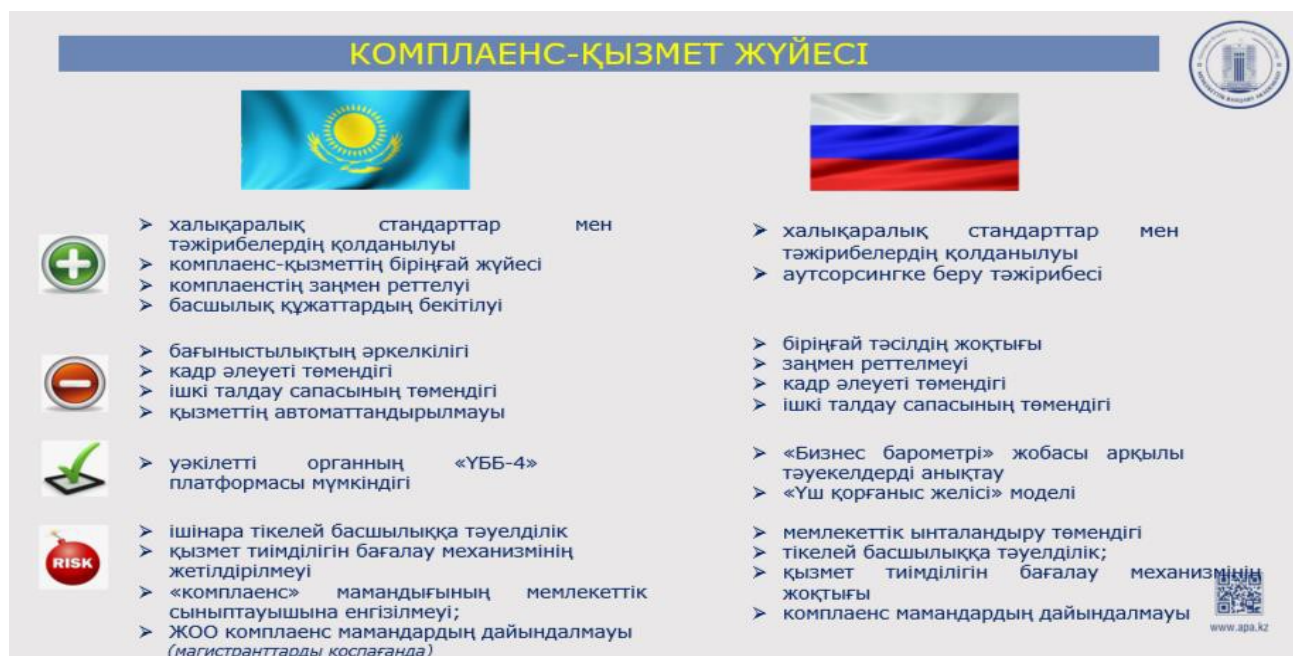 КОМПЛАЕНС-ҚЫЗМЕТ ЖҮЙЕСІ
➢ халықаралық стандарттар мен
тәжірибелердің қолданылуы
➢ комплаенс-қызметтің біріңғай жүйесі
➢ комплаенстің заңмен реттелуі
➢ басшылық құжаттардың бекітілуі
➢ халықаралық стандарттар мен
тәжірибелердің қолданылуы
➢ аутсорсингке беру тәжірибесі
➢ бағыныстылықтың әркелкілігі
➢ кадр әлеуеті төмендігі
➢ ішкі талдау сапасының төмендігі
➢ қызметтің автоматтандырылмауы
➢ біріңғай тәсілдің жоқтығы
➢ заңмен реттелмеуі
➢ кадр әлеуеті төмендігі
➢ ішкі талдау сапасының төмендігі
➢ уәкілетті органның «ҮББ-4»
платформасы мүмкіндігі
➢ «Бизнес барометрі» жобасы арқылы
тәуекелдерді анықтау
➢ «Үш қорғаныс желісі» моделі
RISK
➢ ішінара тікелей басшылыққа тәуелділік
➢ қызмет тиімділігін бағалау механизмінің
жетілдірілмеуі
➢ «комплаенс» мамандығының мемлекеттік
сыныптауышына енгізілмеуі;
➢ ЖОО комплаенс мамандардың дайындалмауы
(магистранттарды қоспағанда)
➢ мемлекеттік ынталандыру төмендігі
➢ тікелей басшылыққа тәуелділік;
➢ қызмет тиімділігін бағалау механизмінің
жоқтығы
➢ комплаенс мамандардың дайындалмауы
www.apa.kz